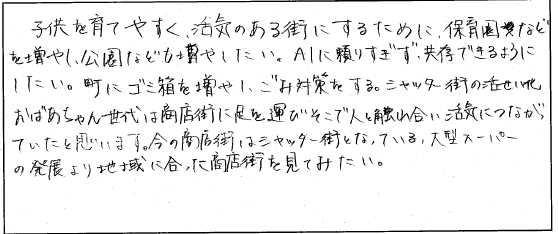 子供を育てやすく、活気のある街にするために、保育園など
を増やし、公園なども増やしたい。AIに頼りすぎず、共存できるように
したい。町にゴミ箱を増やし、ごみ対策をする。シャッター街の活せい化
おばあちゃん世代は商店街に足を運びそこで人と触れ合い活気につながっ
ていたと思います。今の商店街はシャッター街となっている、大型スーパー
の発展より地域に合った商店街を見てみたい。